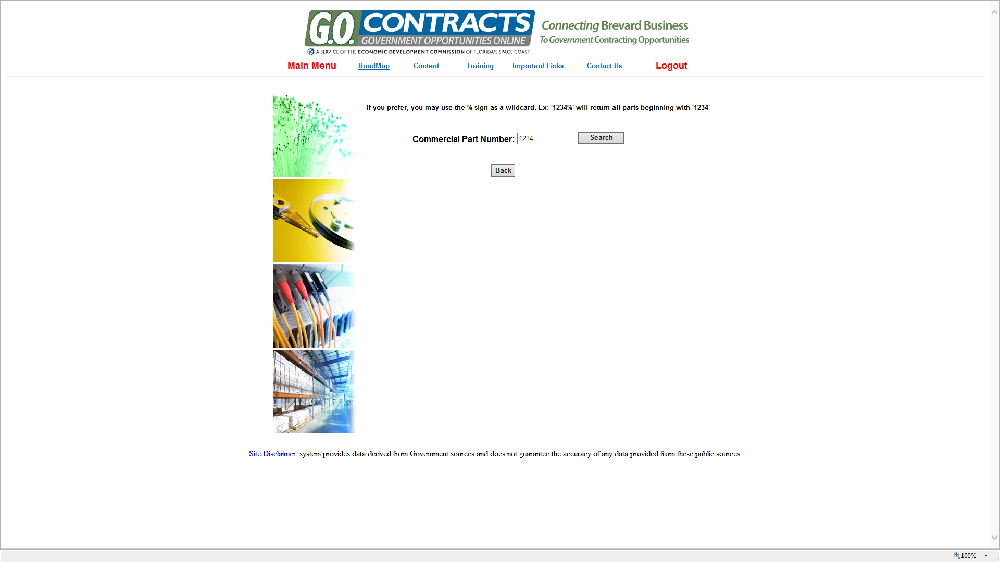 G.O. CONTRACTS
GOVERNMENT OPPORTUNITIES ONLINE
A SERVICE OF THE ECONOMIC DEVELOPMENT COMMISSION OF FLORIDA'S SPACE COAST
Connecting Brevard Business
To Government Contracting Opportunities
Main Menu RoadMap Content Training Important Links Contact Us Logout
If you prefer, you may use the % sign as a wildcard. Ex: '1234%' will return all parts beginning with '1234'
Commercial Part Number: 1234 Search
Back
Site Disclaimer: system provides data derived from Government sources and does not guarantee the accuracy of any data provided from these public sources.
100%